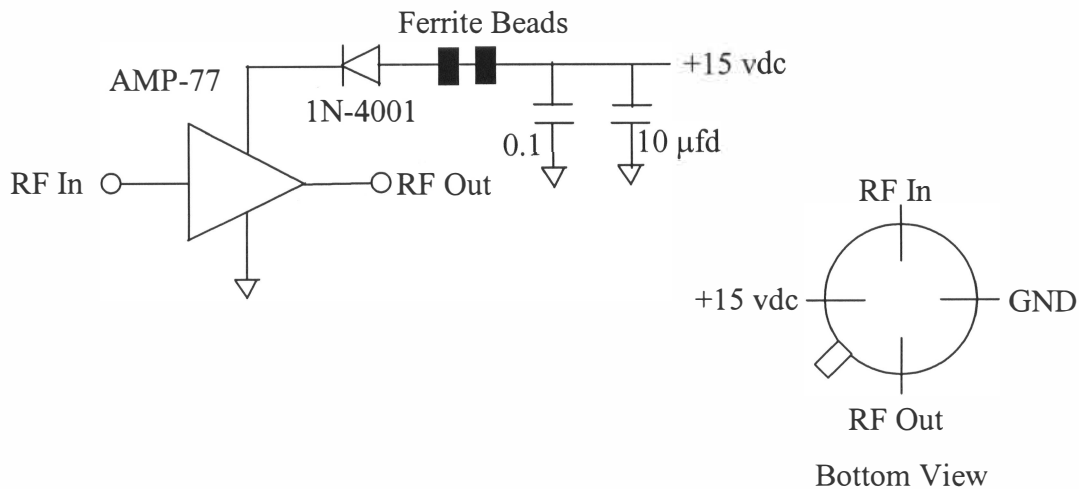 Ferrite Beads
+15 vdc
AMP-77
1N-4001
0.1
10 μfd
RF In
RF Out
RF In
+15 vdc
GND
RF Out
Bottom View